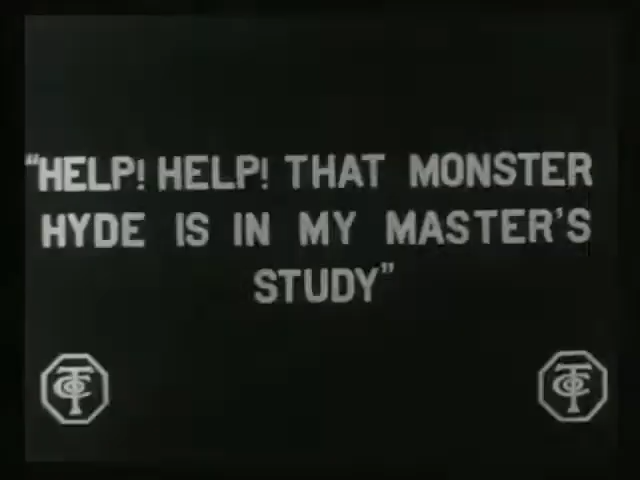 “HELP! HELP! THAT MONSTER
HYDE IS IN MY MASTER’S
STUDY”